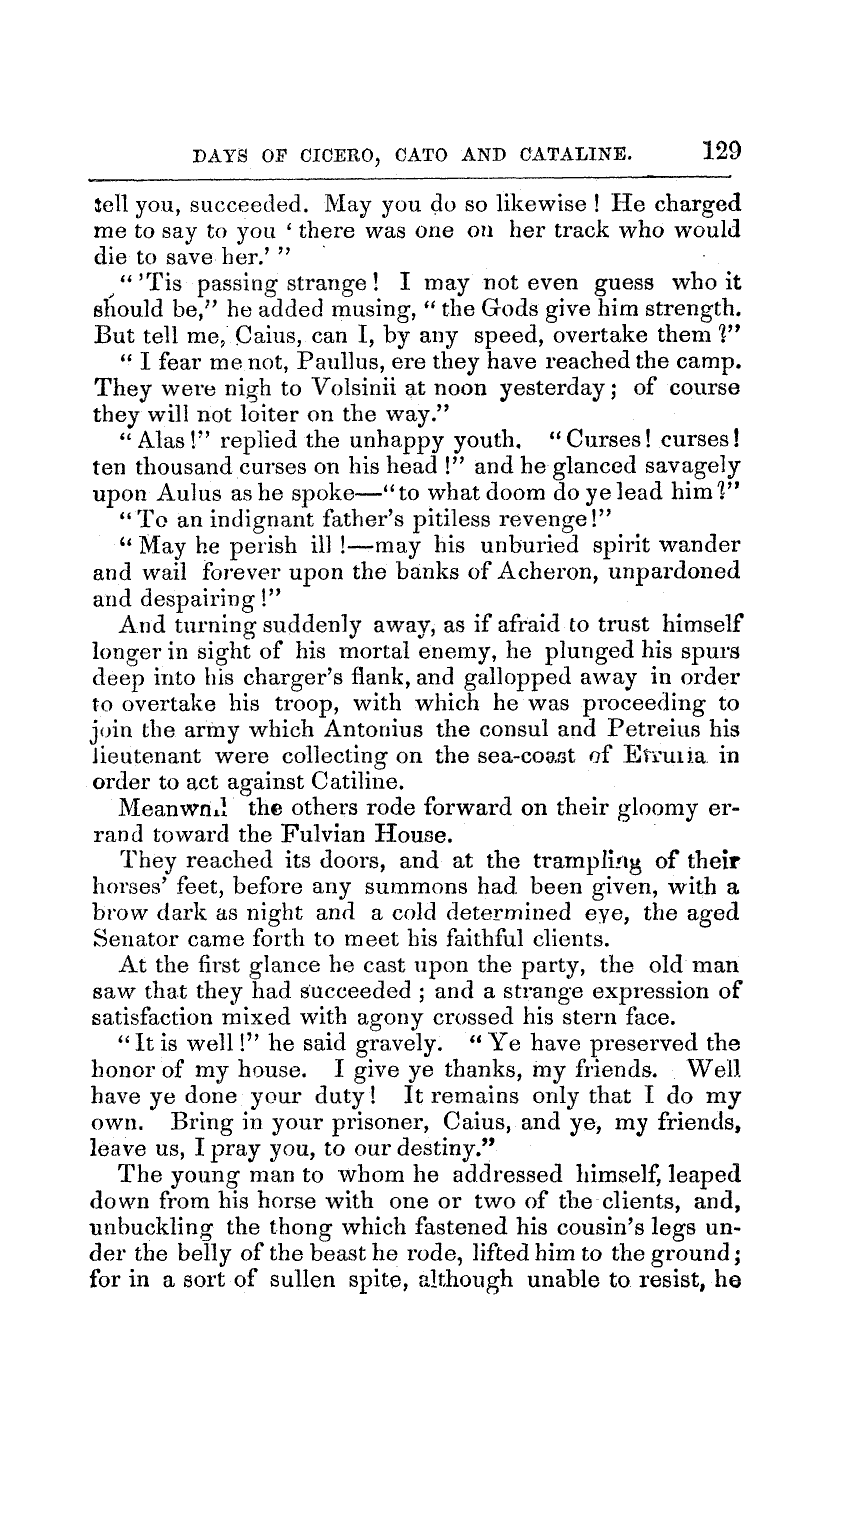 DAYS OF CICERO, CATO AND CATALINE. 129
tell you, succeeded. May you do so likewise ! He charged
me to say to you ‘ there was one on her track who would
die to save her.’ ”
“ ’Tis passing strange ! I may not even guess who it
should be,” he added musing, “ the Gods give him strength.
But tell me, Caius, can I, by any speed, overtake them ?”
“ I fear me not, Paullus, ere they have reached the camp.
They were nigh to Volsinii at noon yesterday ; of course
they will not loiter on the way.”
“ Alas !” replied the unhappy youth. “ Curses ! curses !
ten thousand curses on his head !” and he glanced savagely
upon Aulus as he spoke—“ to what doom do ye lead him ?”
“ To an indignant father’s pitiless revenge !”
“ May he perish ill !—may his unburied spirit wander
and wail forever upon the banks of Acheron, unpardoned
and despairing !”
And turning suddenly away, as if afraid to trust himself
longer in sight of his mortal enemy, he plunged his spurs
deep into his charger’s flank, and gallopped away in order
to overtake his troop, with which he was proceeding to
join the army which Antonius the consul and Petreius his
lieutenant were collecting on the sea-coast of Etruria in
order to act against Catiline.
the others rode forward on their gloomy er-
rand toward the Fulvian House.
They reached its doors, and at the trampling of their
horses’ feet, before any summons had been given, with a
brow dark as night and a cold determined eye, the aged
Senator came forth to meet his faithful clients.
At the first glance he cast upon the party, the old man
saw that they had succeeded ; and a strange expression of
satisfaction mixed with agony crossed his stern face.
“ It is well !” he said gravely. “ Ye have preserved the
honor of my house. I give ye thanks, my friends. Well
have ye done your duty ! It remains only that I do my
own. Bring in your prisoner, Caius, and ye, my friends,
leave us, I pray you, to our destiny.”
The young man to whom he addressed himself, leaped
down from his horse with one or two of the clients, and,
unbuckling the thong which fastened his cousin’s legs un-
der the belly of the beast he rode, lifted him to the ground ;
for in a sort of sullen spite, although unable to resist, he